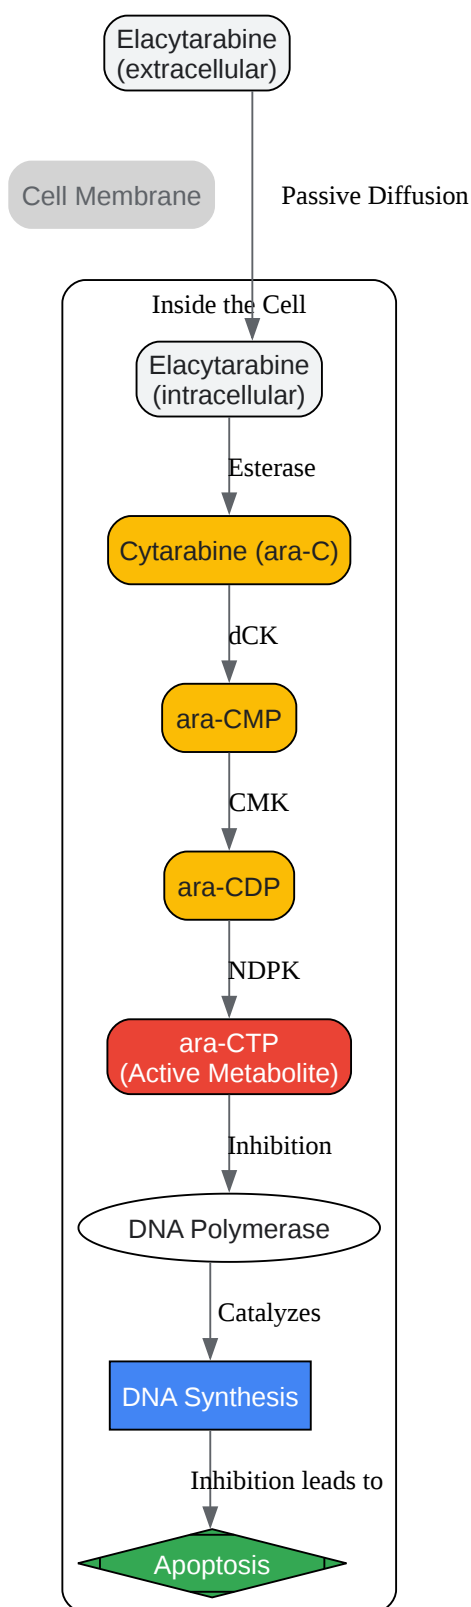 Elacytarabine
(extracellular)
Cell Membrane
Passive Diffusion
Inside the Cell
Elacytarabine
(intracellular)
Esterase
Cytarabine (ara-C)
dCK
ara-CMP
CMK
ara-CDP
NDPK
ara-CTP
(Active Metabolite)
Inhibition
DNA Polymerase
Catalyzes
DNA Synthesis
Inhibition leads to
Apoptosis